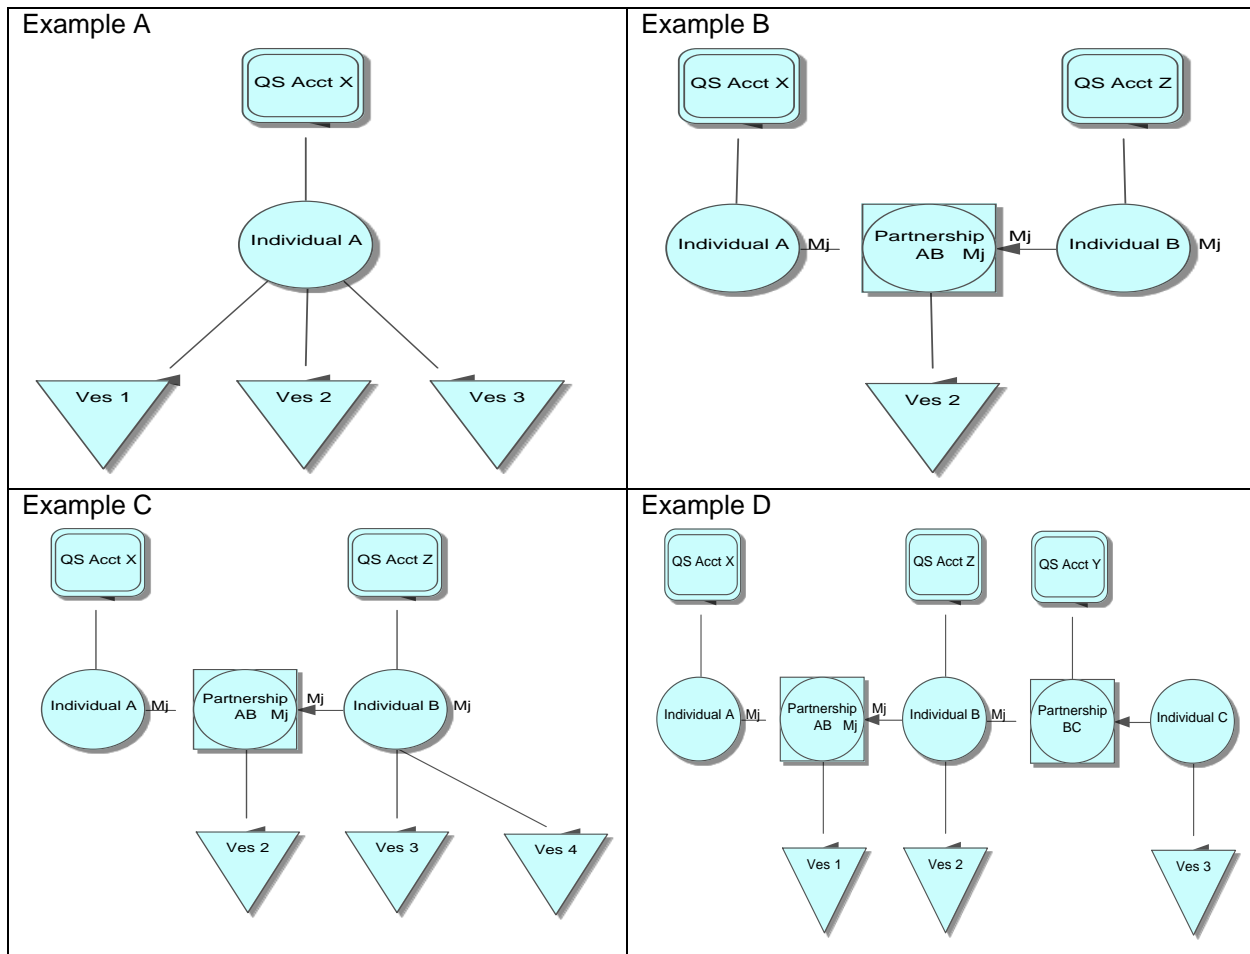 Example A
QS Acct X
Individual A
Ves 1
Ves 2
Ves 3
Example B
QS Acct X
QS Acct Z
Individual A
Mj
Partnership
AB Mj
Mj
Individual B
Mj
Ves 2
Example C
QS Acct X
QS Acct Z
Individual A
Mj
Partnership
AB Mj
Mj
Individual B
Mj
Ves 2
Ves 3
Ves 4
Example D
QS Acct X
QS Acct Z
QS Acct Y
Individual A
Mj
Partnership
AB Mj
Mj
Individual B
Mj
Partnership
BC
Individual C
Ves 1
Ves 2
Ves 3